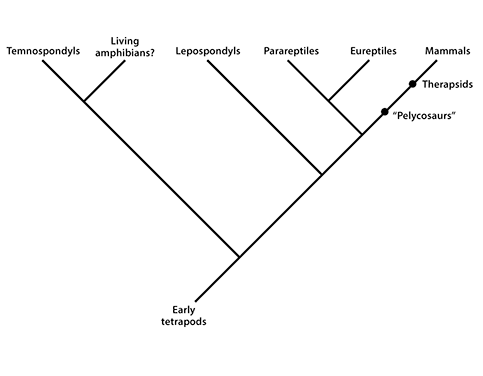 Temnospondyls
Living
amphibians?
Lepospondyls
Parareptiles
Eureptiles
Mammals
Therapsids
“Pelycosaurs”
Early
tetrapods